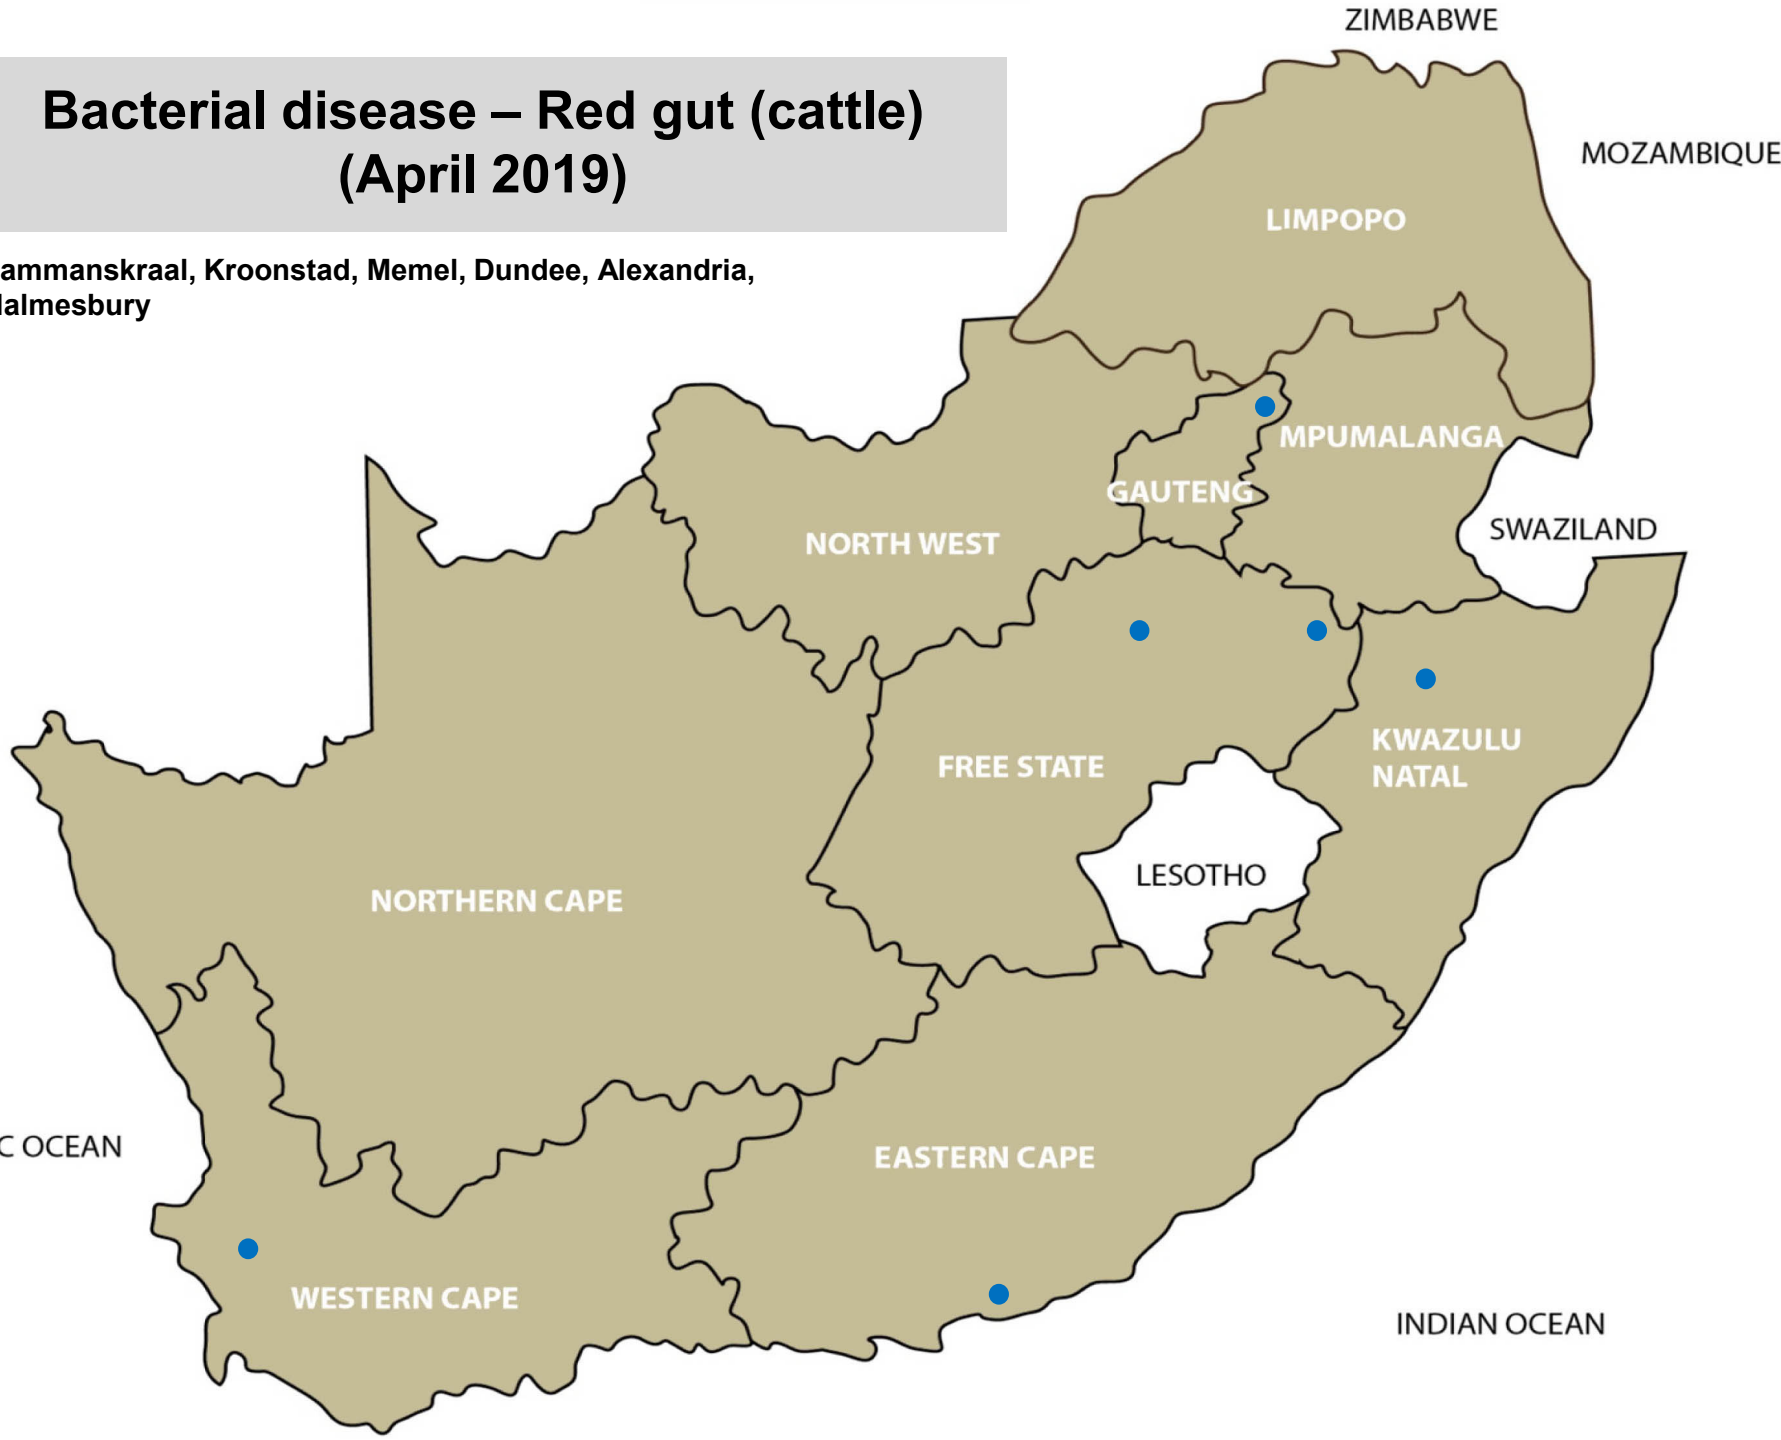 ZIMBABWE
Bacterial disease – Red gut (cattle)
(April 2019)
MOZAMBIQUE
LIMPOPO
ammanskraal, Kroonstad, Memel, Dundee, Alexandria,
almesbury
MPUMALANGA
GAUTENG
SWAZILAND
NORTH WEST
KWAZULU
NATAL
FREE STATE
LESOTHO
NORTHERN CAPE
C OCEAN
EASTERN CAPE
WESTERN CAPE
INDIAN OCEAN